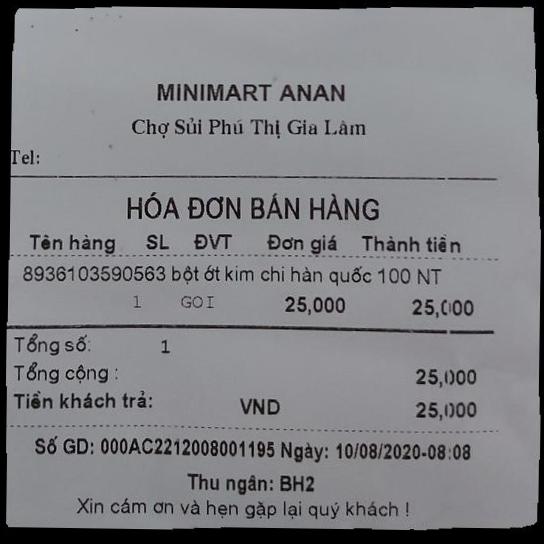 MINIMART ANAN
Chợ Sủi Phú Thị Gia Lâm
Tel:
HÓA ĐƠN BÁN HÀNG
Tên hàng SL ĐVT Đơn giá Thành tiền
8936103590563 bột ớt kim chi hàn quốc 100 NT
1 GOI 25,000 25,000
Tổng số: 1
Tổng cộng : 25,000
Tiền khách trả: VND 25,000
Số GD: 000AC2212008001195 Ngày: 10/08/2020-08:08
Thu ngân: BH2
Xin cám ơn và hẹn gặp lại quý khách !